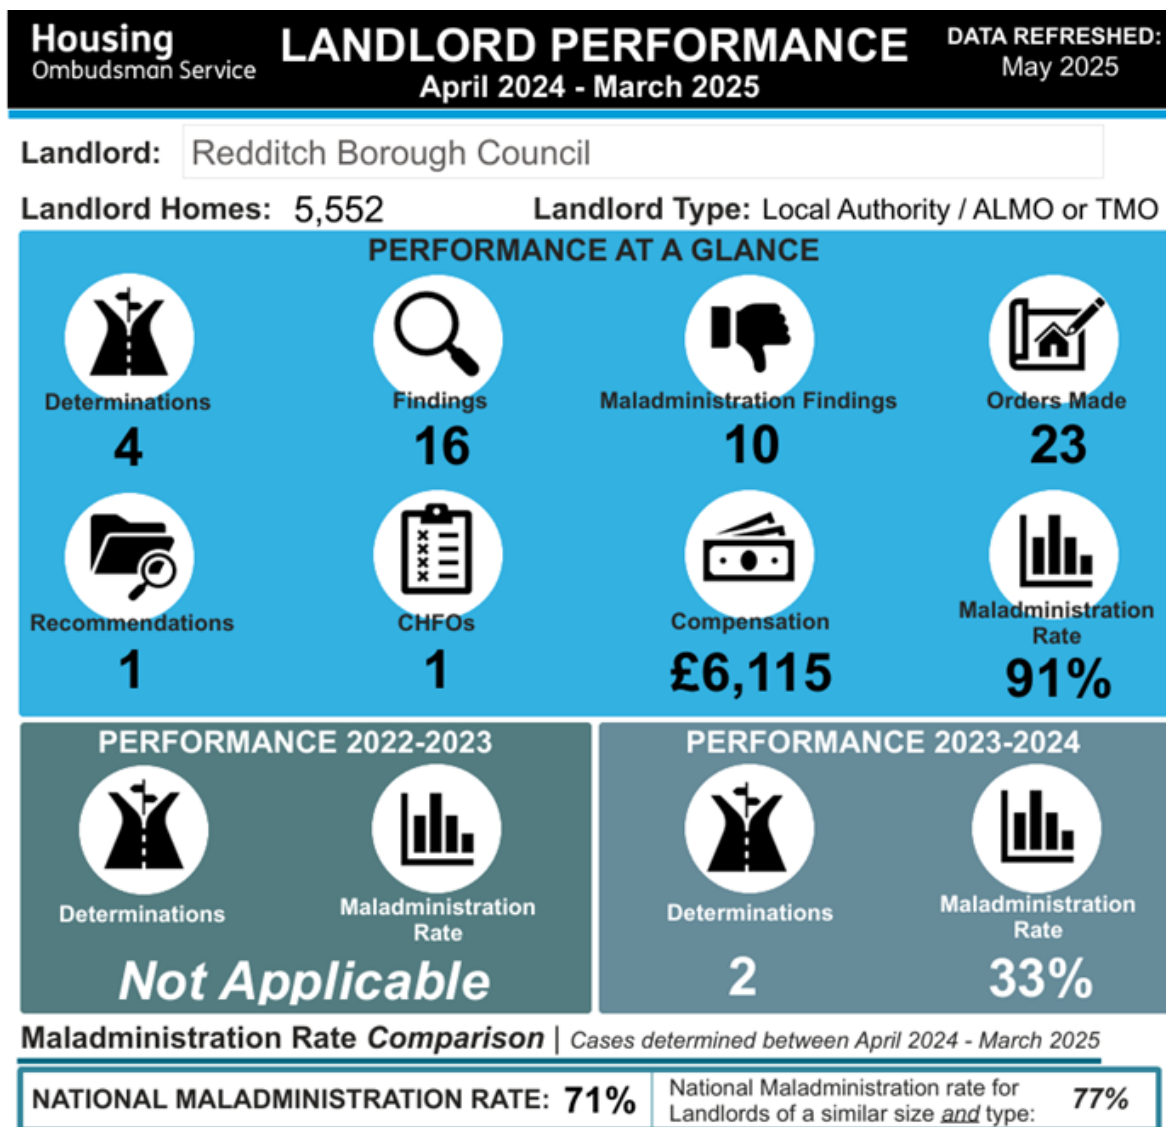 Housing
Ombudsman Service
LANDLORD PERFORMANCE
April 2024 - March 2025
DATA REFRESHED:
May 2025
Landlord: Redditch Borough Council
Landlord Homes: 5,552 Landlord Type: Local Authority / ALMO or TMO
PERFORMANCE AT A GLANCE
Determinations Findings Maladministration Findings Orders Made
4 16 10 23
Recommendations CHFOs Compensation Maladministration
Rate
1 1 £6,115 91%
PERFORMANCE 2022-2023
Determinations Maladministration
Rate
Not Applicable
PERFORMANCE 2023-2024
Determinations Maladministration
Rate
2 33%
Maladministration Rate Comparison | Cases determined between April 2024 - March 2025
NATIONAL MALADMINISTRATION RATE: 71%
National Maladministration rate for
Landlords of a similar size and type: 77%